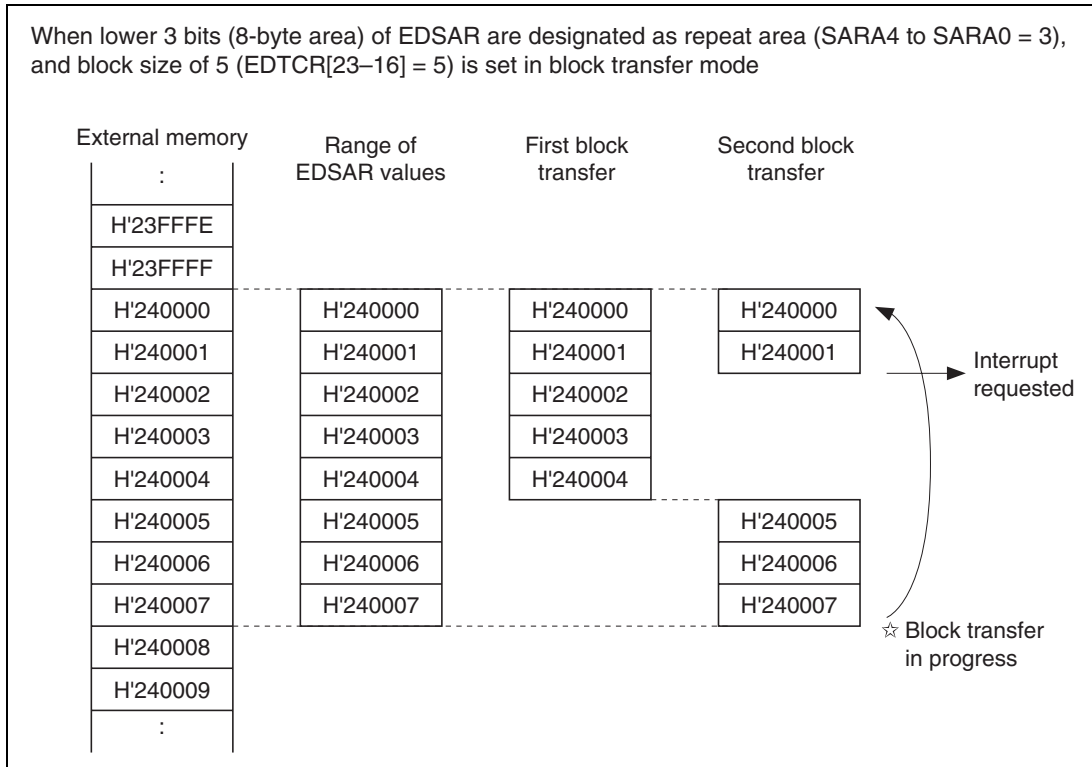 When lower 3 bits (8-byte area) of EDSAR are designated as repeat area (SARA4 to SARA0 = 3),
and block size of 5 (EDTCR[23–16] = 5) is set in block transfer mode
External memory
:
H'23FFFE
H'23FFFF
H'240000
H'240001
H'240002
H'240003
H'240004
H'240005
H'240006
H'240007
H'240008
H'240009
:
Range of
EDSAR values
H'240000
H'240001
H'240002
H'240003
H'240004
H'240005
H'240006
H'240007
First block
transfer
H'240000
H'240001
H'240002
H'240003
H'240004
Second block
transfer
H'240000
H'240001
H'240005
H'240006
H'240007
Interrupt
requested
☆ Block transfer
in progress